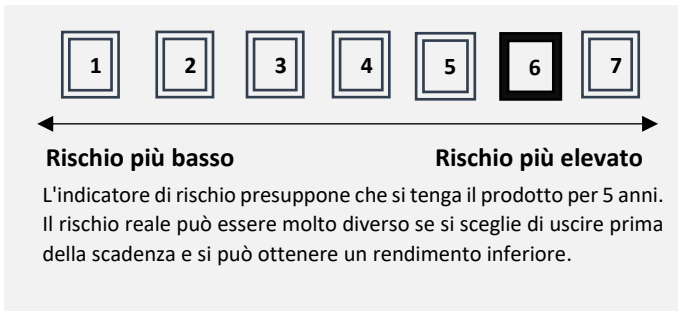 1 2 3 4 5 6 7
Rischio più basso Rischio più elevato
L'indicatore di rischio presuppone che si tenga il prodotto per 5 anni.
Il rischio reale può essere molto diverso se si sceglie di uscire prima
della scadenza e si può ottenere un rendimento inferiore.